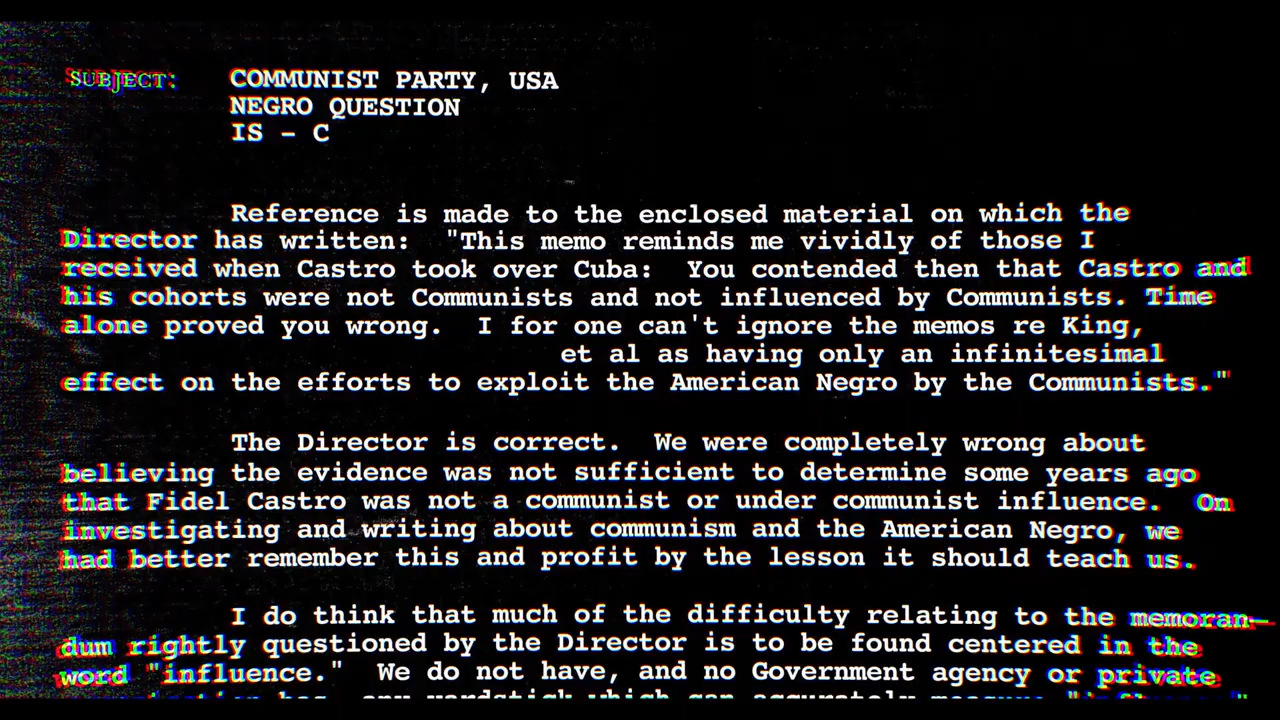 SUBJECT: COMMUNIST PARTY, USA
NEGRO QUESTION
IS - C
Reference is made to the enclosed material on which the
Director has written: "This memo reminds me vividly of those I
received when Castro took over Cuba: You contended then that Castro and
his cohorts were not Communists and not influenced by Communists. Time
alone proved you wrong. I for one can't ignore the memos re King,
et al as having only an infinitesimal
effect on the efforts to exploit the American Negro by the Communists."
The Director is correct. We were completely wrong about
believing the evidence was not sufficient to determine some years ago
that Fidel Castro was not a communist or under communist influence. On
investigating and writing about communism and the American Negro, we
had better remember this and profit by the lesson it should teach us.
I do think that much of the difficulty relating to the memoran-
dum rightly questioned by the Director is to be found centered in the
word "influence." We do not have, and no Government agency or private
any yardstick which can accurately measure "influence"